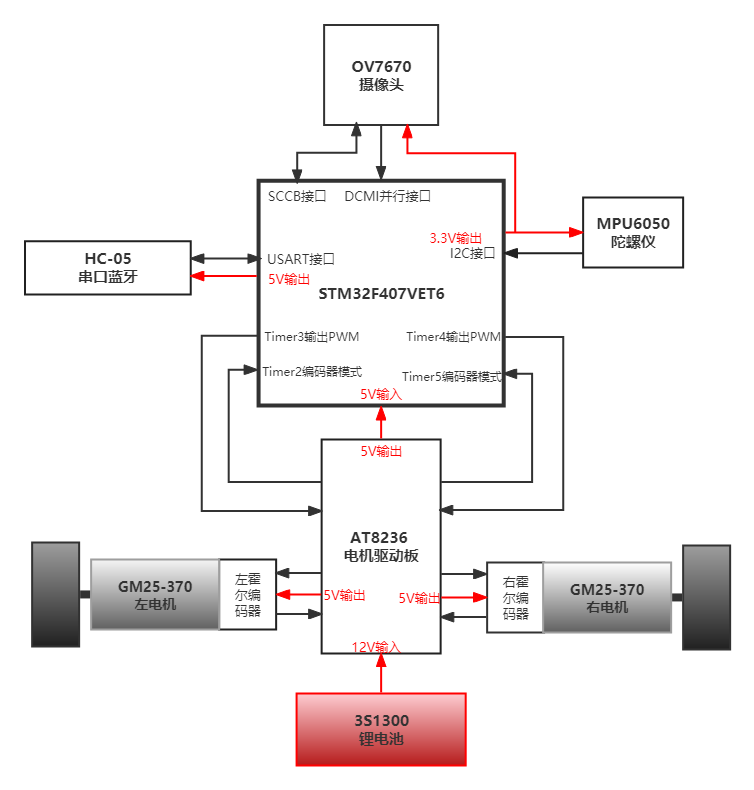 OV7670
摄像头
SCCB接口
DCMI并行接口
MPU6050
陀螺仪
3.3V输出
I2C接口
HC-05
串口蓝牙
USART接口
5V输出
STM32F407VET6
Timer3输出PWM
Timer4输出PWM
Timer2编码器模式
Timer5编码器模式
5V输入
5V输出
AT8236
电机驱动板
GM25-370
左电机
左霍
尔编
码器
5V输出
5V输出
右霍
尔编
码器
GM25-370
右电机
12V输入
3S1300
锂电池